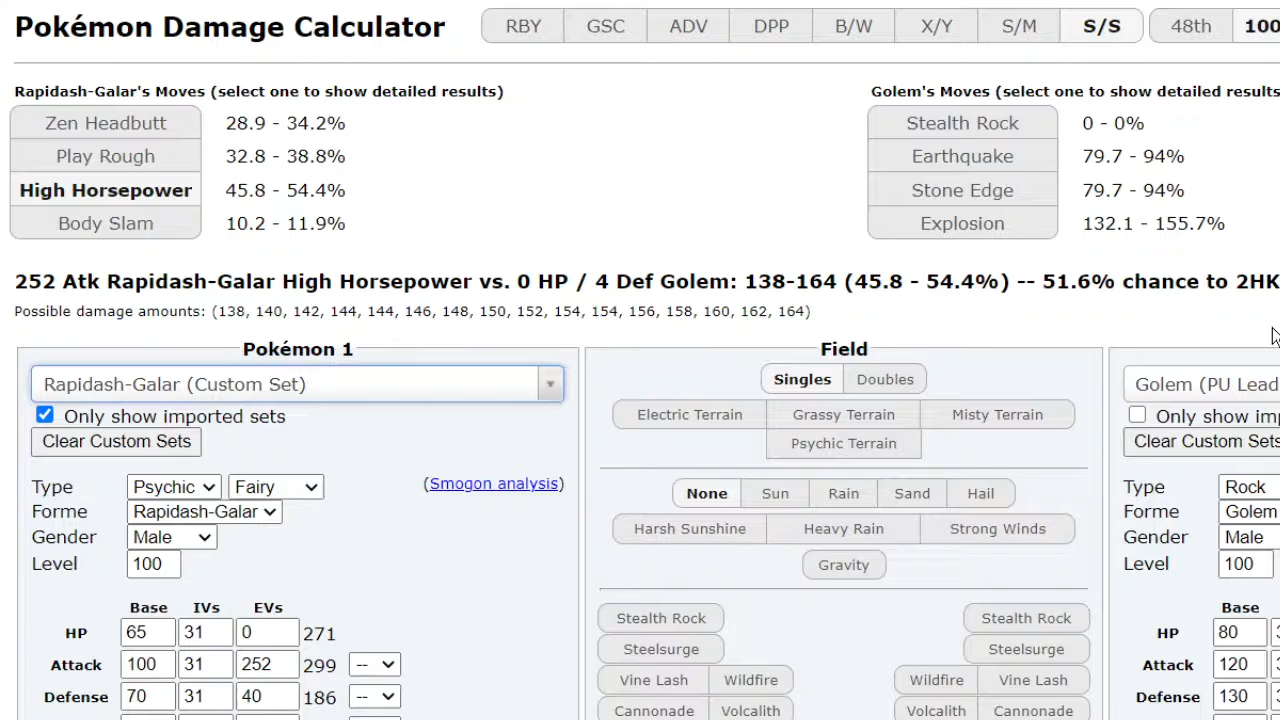 Pokémon Damage Calculator
RBY GSC ADV DPP B/W X/Y S/M S/S 48th 100
Rapidash-Galar's Moves (select one to show detailed results)
Zen Headbutt 28.9 - 34.2%
Play Rough 32.8 - 38.8%
High Horsepower 45.8 - 54.4%
Body Slam 10.2 - 11.9%
Golem's Moves (select one to show detailed results
Stealth Rock 0 - 0%
Earthquake 79.7 - 94%
Stone Edge 79.7 - 94%
Explosion 132.1 - 155.7%
252 Atk Rapidash-Galar High Horsepower vs. 0 HP / 4 Def Golem: 138-164 (45.8 - 54.4%) -- 51.6% chance to 2HK
Possible damage amounts: (138, 140, 142, 144, 144, 146, 148, 150, 152, 154, 154, 156, 158, 160, 162, 164)
Pokémon 1
Rapidash-Galar (Custom Set)
Only show imported sets
Clear Custom Sets
Type Psychic Fairy (Smogon analysis)
Forme Rapidash-Galar
Gender Male
Level 100
Base IVs EVs
HP 65 31 0 271
Attack 100 31 252 299 --
Defense 70 31 40 186 --
Field
Singles Doubles
Electric Terrain Grassy Terrain Misty Terrain
Psychic Terrain
None Sun Rain Sand Hail
Harsh Sunshine Heavy Rain Strong Winds
Gravity
Stealth Rock Stealth Rock
Steelsurge Steelsurge
Vine Lash Wildfire Wildfire Vine Lash
Cannonade Volcalith Volcalith Cannonade
Golem (PU Lead
Only show im
Clear Custom Sets
Type Rock
Forme Golem
Gender Male
Level 100
Base
HP 80
Attack 120
Defense 130